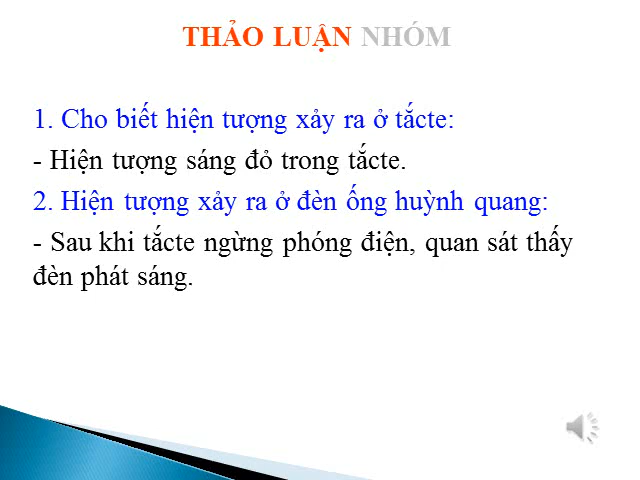 THẢO LUẬN NHÓM
1. Cho biết hiện tượng xảy ra ở tắcte:
- Hiện tượng sáng đỏ trong tắcte.
2. Hiện tượng xảy ra ở đèn ống huỳnh quang:
- Sau khi tắcte ngừng phóng điện, quan sát thấy
đèn phát sáng.